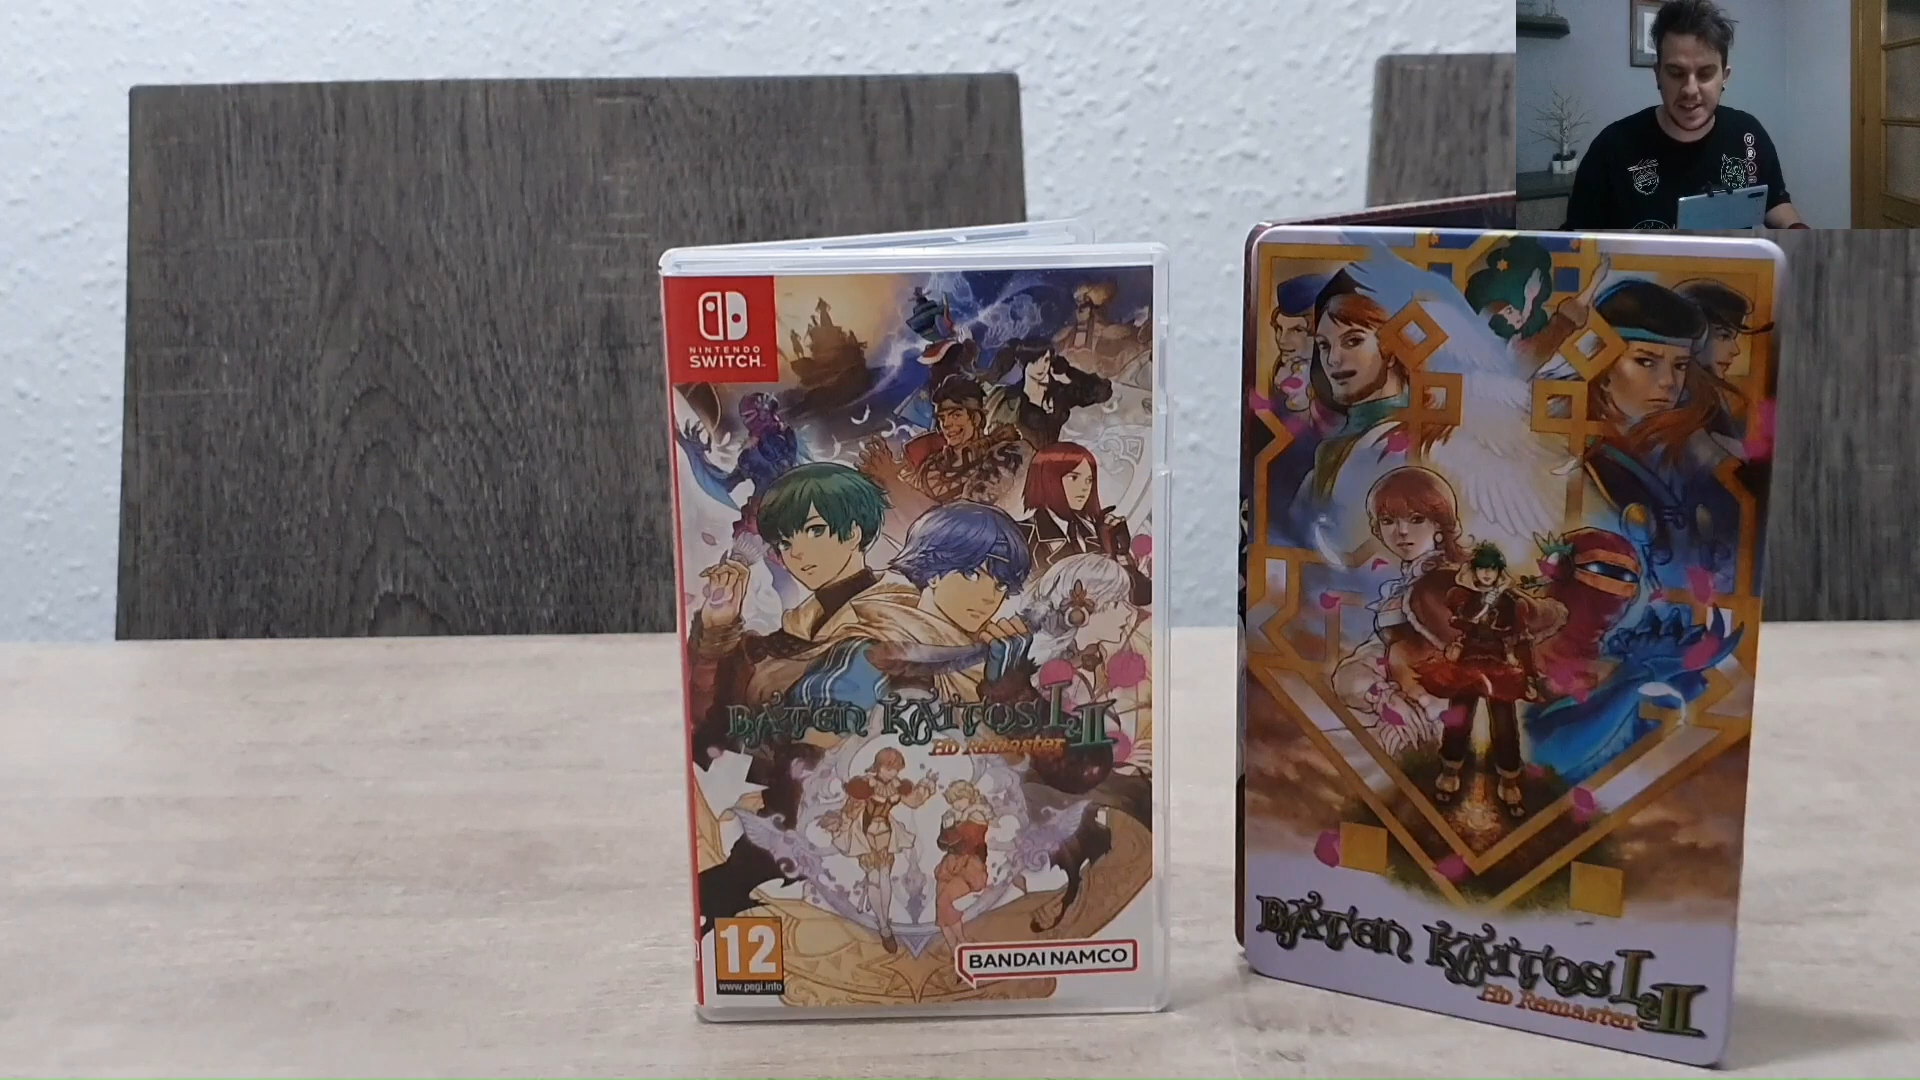 NINTENDO
SWITCH
BATEN KAITOS I & II
HD Remaster
12
www.pegi.info
BANDAI NAMCO
BATEN KAITOS I & II
HD Remaster